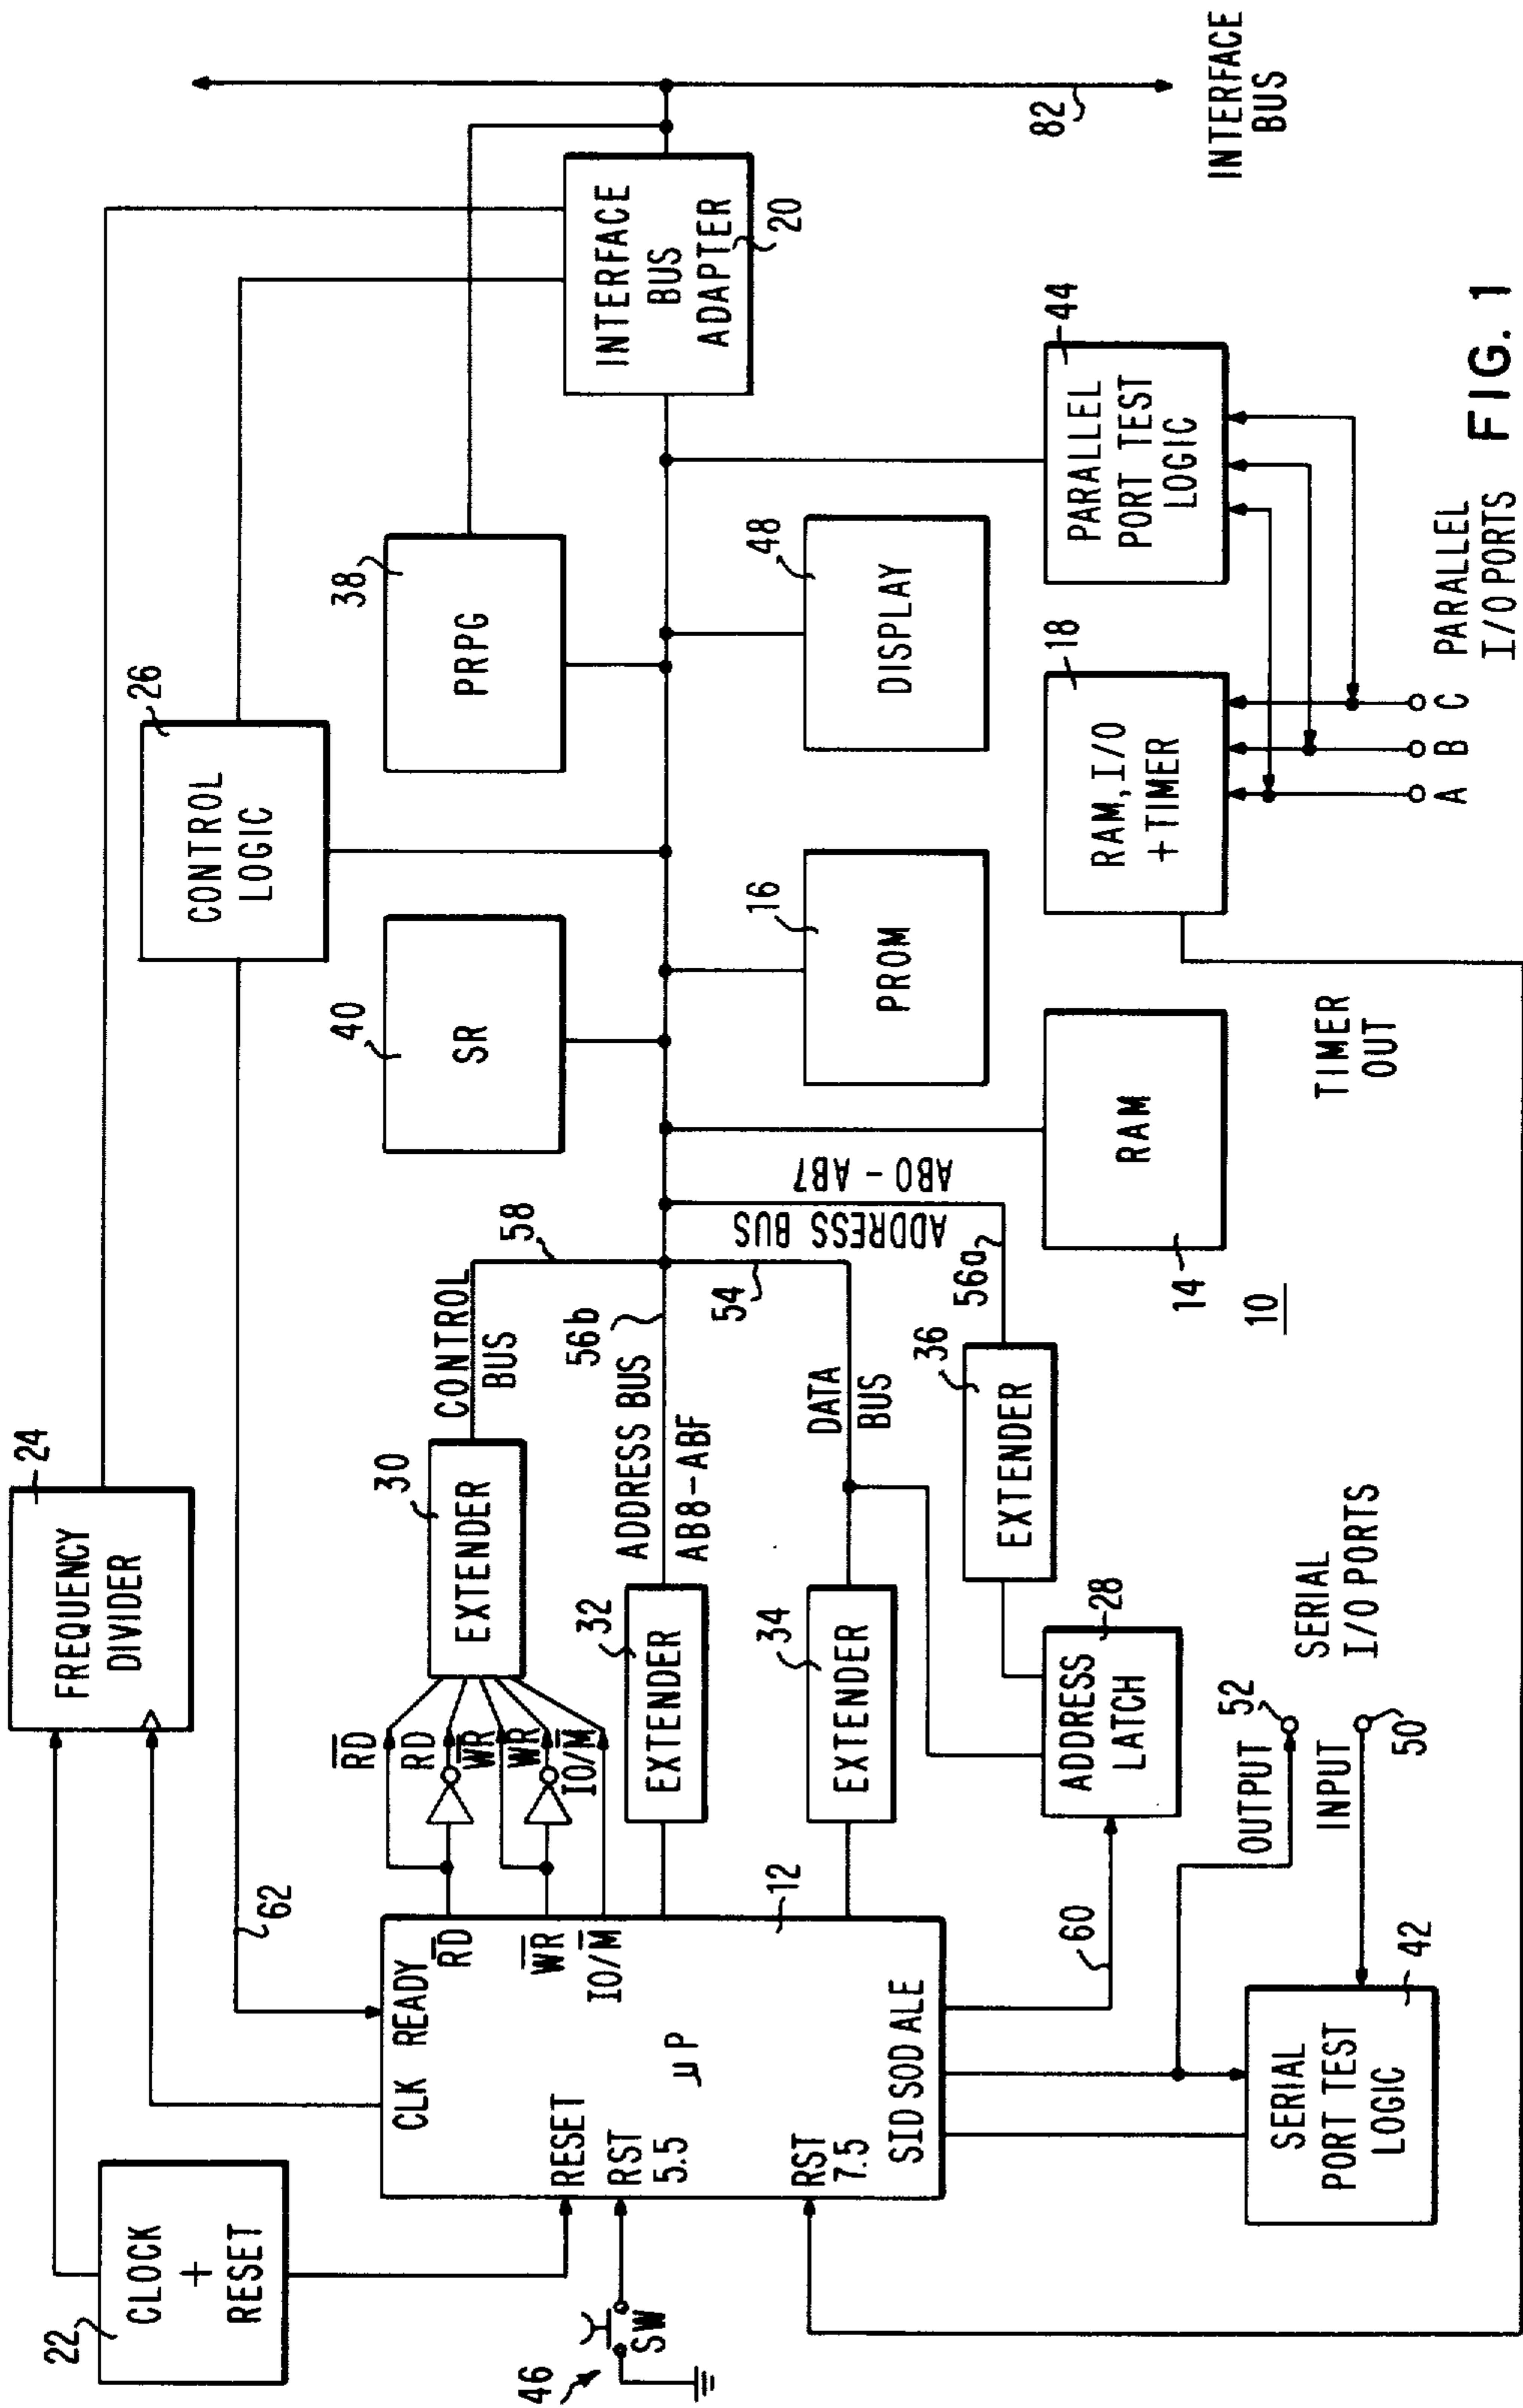 22
CLOCK
+
RESET
24
FREQUENCY
DIVIDER
26
CONTROL
LOGIC
62
46
SW
CLK READY
RESET
RST
5.5
RST
7.5
μP
R̅D̅
W̅R̅
IO/M̅
SID SOD ALE
12
R̅D̅
RD
W̅R̅
WR
IO/M̅
30
EXTENDER
CONTROL
BUS
58
32
EXTENDER
ADDRESS BUS
AB8-ABF
56b
34
EXTENDER
DATA
BUS
54
28
ADDRESS
LATCH
60
36
EXTENDER
56a
ADDRESS BUS
AB0 - AB7
40
SR
38
PRPG
16
PROM
48
DISPLAY
INTERFACE
BUS
ADAPTER
20
82
INTERFACE
BUS
14
RAM
10
18
RAM, I/O
+ TIMER
44
PARALLEL
PORT TEST
LOGIC
TIMER
OUT
A B C
PARALLEL
I/O PORTS
42
SERIAL
PORT TEST
LOGIC
OUTPUT
52
INPUT
50
SERIAL
I/O PORTS
FIG. 1